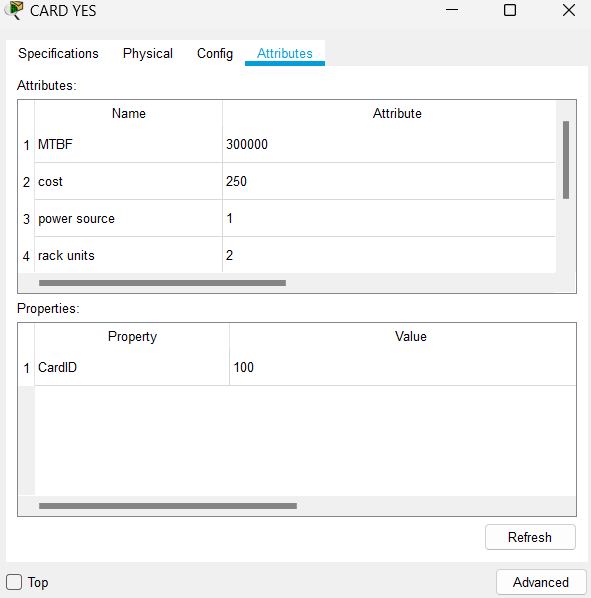 CARD YES
Specifications Physical Config Attributes
Attributes:
Name Attribute
1 MTBF 300000
2 cost 250
3 power source 1
4 rack units 2
Properties:
Property Value
1 CardID 100
Refresh
Top Advanced